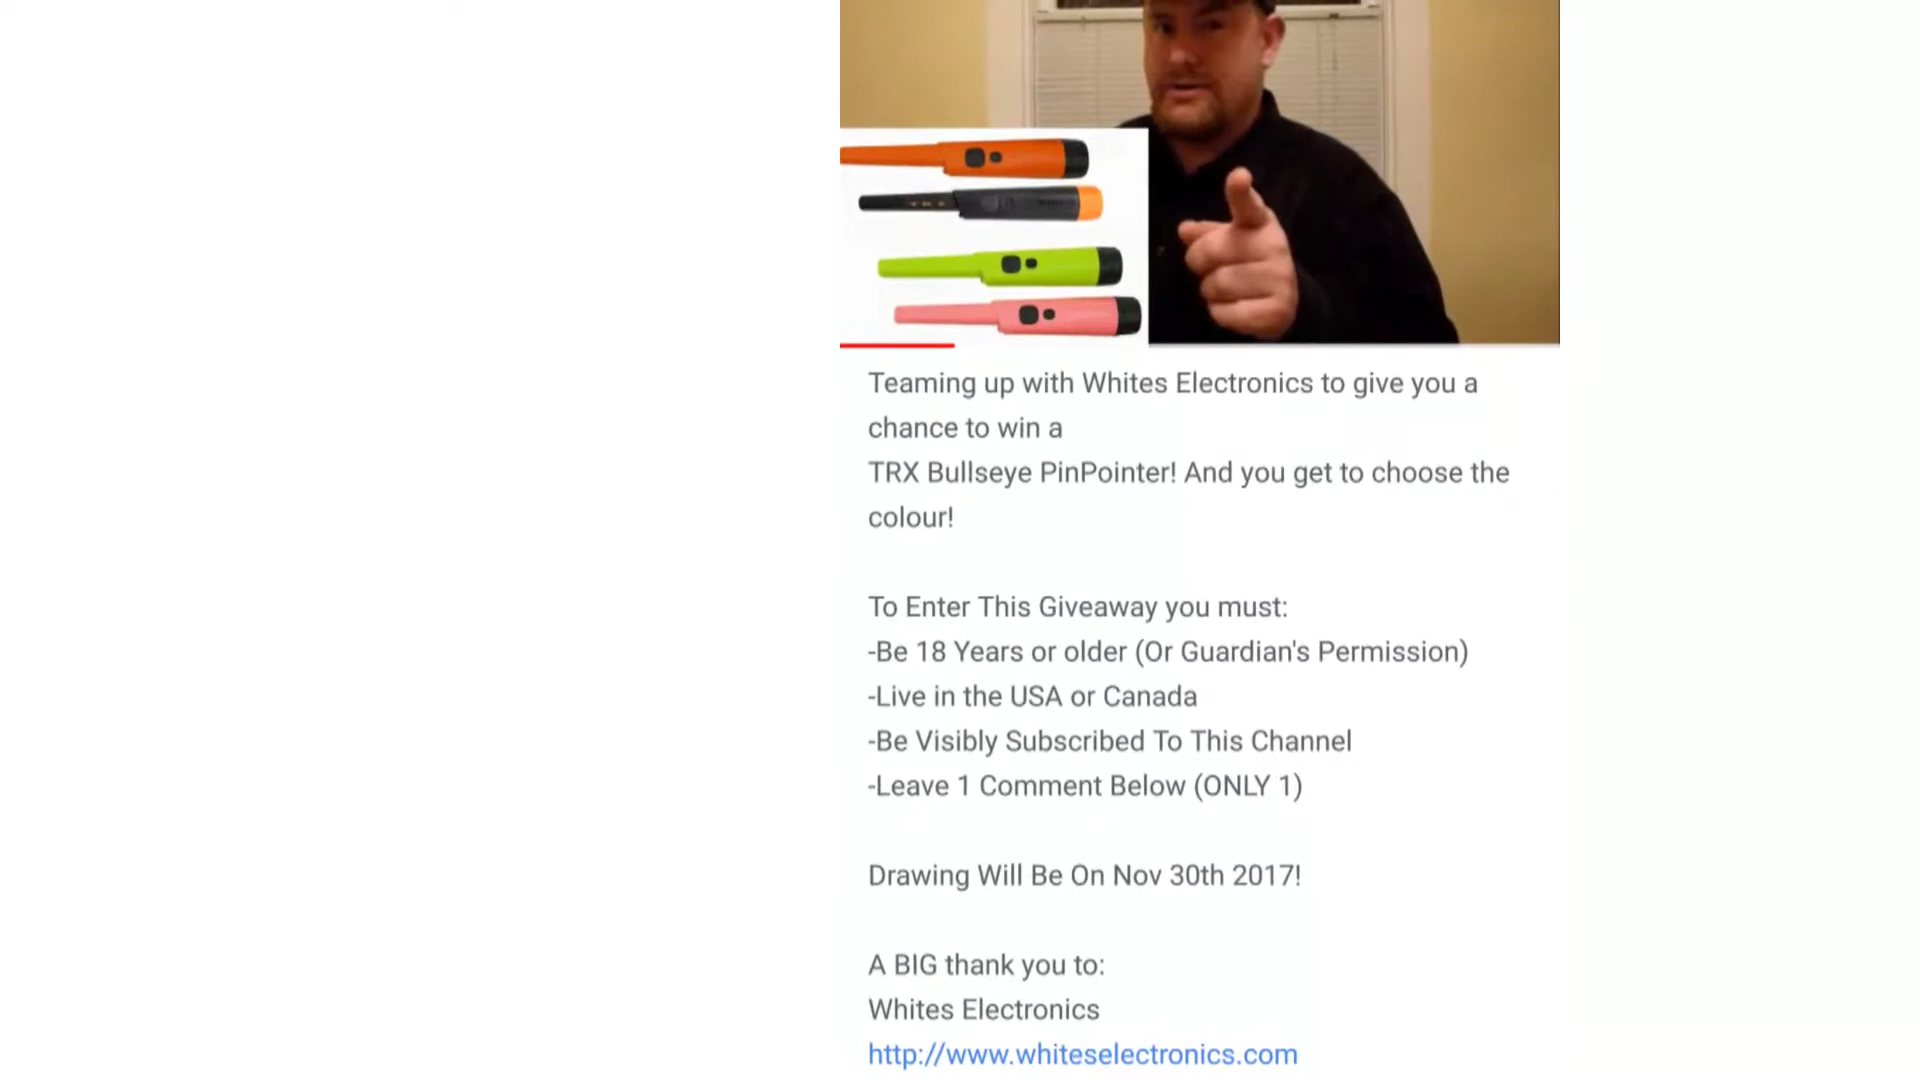 Teaming up with Whites Electronics to give you a
chance to win a
TRX Bullseye PinPointer! And you get to choose the
colour!
To Enter This Giveaway you must:
-Be 18 Years or older (Or Guardian's Permission)
-Live in the USA or Canada
-Be Visibly Subscribed To This Channel
-Leave 1 Comment Below (ONLY 1)
Drawing Will Be On Nov 30th 2017!
A BIG thank you to:
Whites Electronics
http://www.whiteselectronics.com